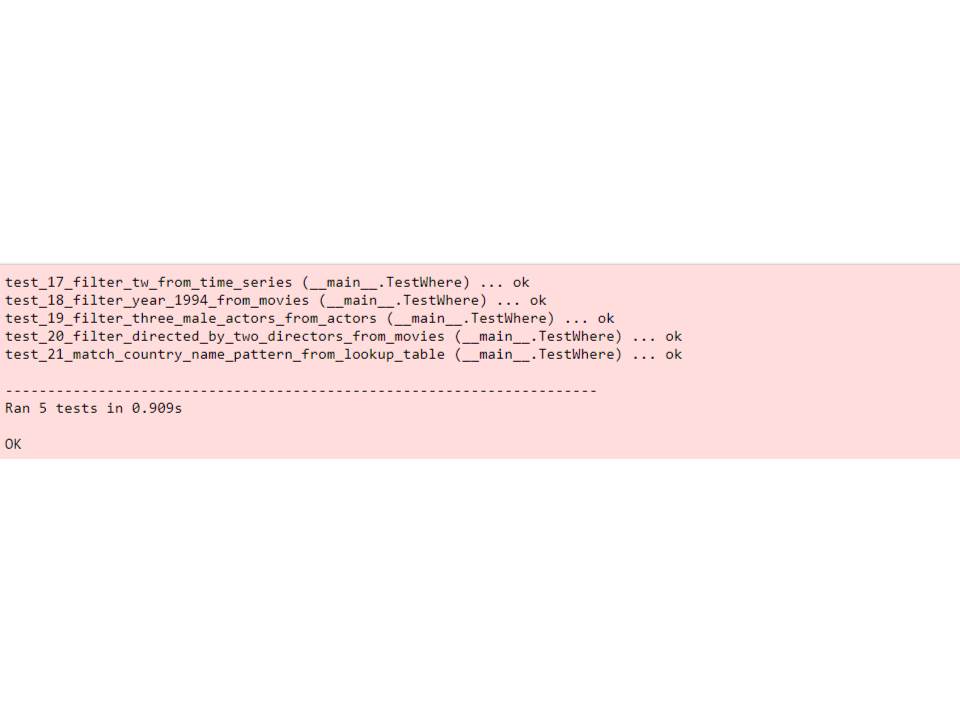 test_17_filter_tw_from_time_series (__main__.TestWhere) ... ok
test_18_filter_year_1994_from_movies (__main__.TestWhere) ... ok
test_19_filter_three_male_actors_from_actors (__main__.TestWhere) ... ok
test_20_filter_directed_by_two_directors_from_movies (__main__.TestWhere) ... ok
test_21_match_country_name_pattern_from_lookup_table (__main__.TestWhere) ... ok
----------------------------------------------------------------------
Ran 5 tests in 0.909s
OK